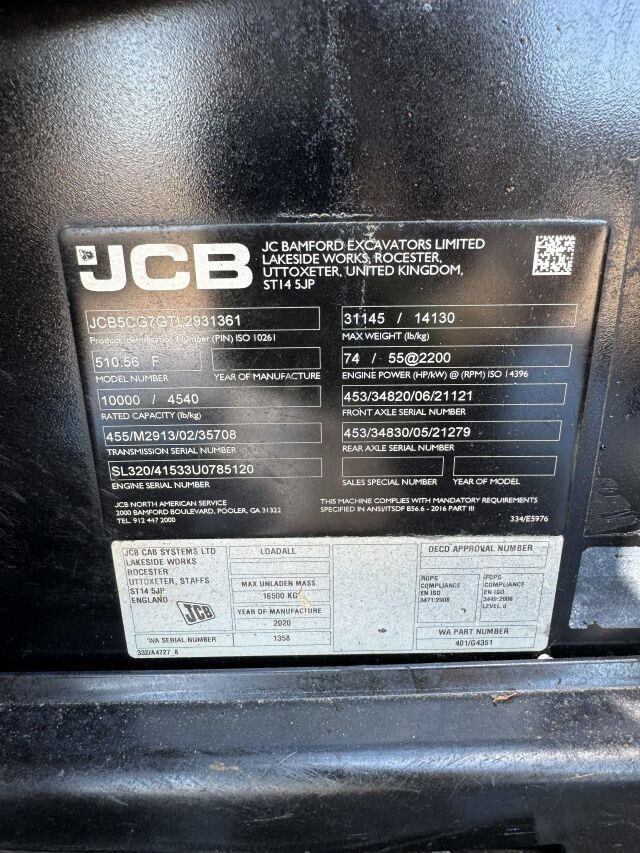 JCB
JC BAMFORD EXCAVATORS LIMITED
LAKESIDE WORKS, ROCESTER,
UTTOXETER, UNITED KINGDOM,
ST14 5JP
JCB5CG7GTL2931361
Product Identification Number (PIN) ISO 10261
510.56 F
MODEL NUMBER
YEAR OF MANUFACTURE
10000 / 4540
RATED CAPACITY (lb/kg)
455/M2913/02/35708
TRANSMISSION SERIAL NUMBER
SL320/41533U0785120
ENGINE SERIAL NUMBER
31145 / 14130
MAX WEIGHT (lb/kg)
74 / 55@2200
ENGINE POWER (HP/kW) @ (RPM) ISO 14396
453/34820/06/21121
FRONT AXLE SERIAL NUMBER
453/34830/05/21279
REAR AXLE SERIAL NUMBER
SALES SPECIAL NUMBER
YEAR OF MODEL
JCB NORTH AMERICAN SERVICE
2000 BAMFORD BOULEVARD, POOLER, GA 31322
TEL. 912 447 2000
THIS MACHINE COMPLIES WITH MANDATORY REQUIREMENTS
SPECIFIED IN ANSI/ITSDF B56.6 - 2016 PART III
334/E5976
JCB CAB SYSTEMS LTD
LAKESIDE WORKS
ROCESTER
UTTOXETER, STAFFS
ST14 5JP
ENGLAND
JCB
WA SERIAL NUMBER
332/A4727 6
LOADALL
MAX UNLADEN MASS
16500 KG
YEAR OF MANUFACTURE
2020
1358
OECD APPROVAL NUMBER
ROPS
COMPLIANCE
EN ISO
3471:2008
FOPS
COMPLIANCE
EN ISO
3449:2008
LEVEL II
WA PART NUMBER
401/G4351